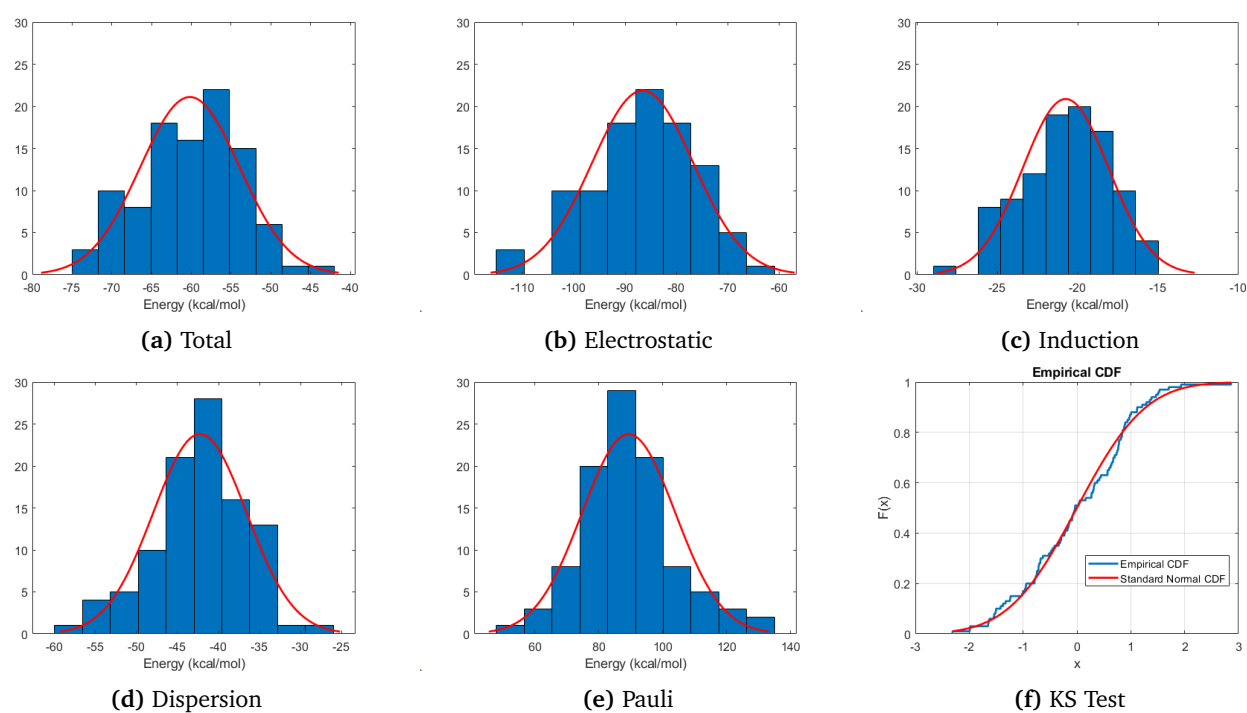 30
25
20
15
10
5
0
-80 -75 -70 -65 -60 -55 -50 -45 -40
Energy (kcal/mol)
(a) Total
30
25
20
15
10
5
0
-110 -100 -90 -80 -70 -60
Energy (kcal/mol)
(b) Electrostatic
30
25
20
15
10
5
0
-30 -25 -20 -15 -10
Energy (kcal/mol)
(c) Induction
30
25
20
15
10
5
0
-60 -55 -50 -45 -40 -35 -30 -25
Energy (kcal/mol)
(d) Dispersion
30
25
20
15
10
5
0
60 80 100 120 140
Energy (kcal/mol)
(e) Pauli
Empirical CDF
1
0.8
0.6
0.4
0.2
0
F(x)
Empirical CDF
Standard Normal CDF
-3 -2 -1 0 1 2 3
x
(f) KS Test